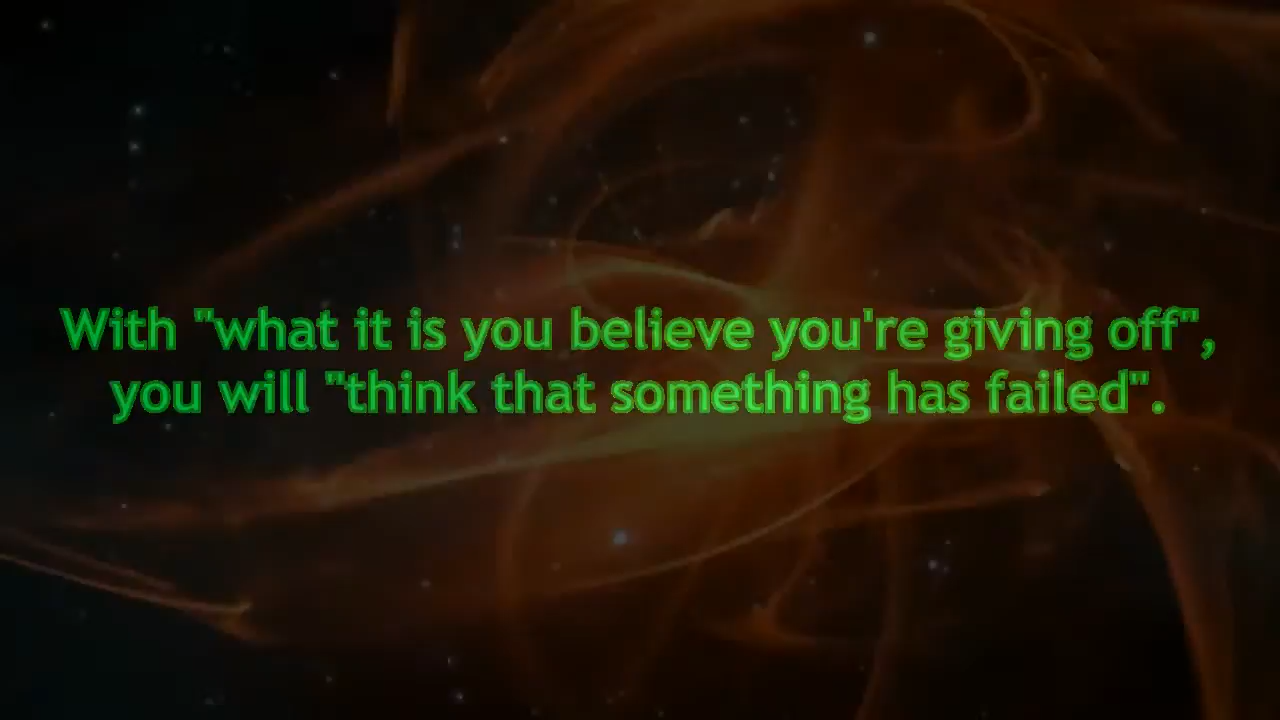 With "what it is you believe you're giving off",
you will "think that something has failed".